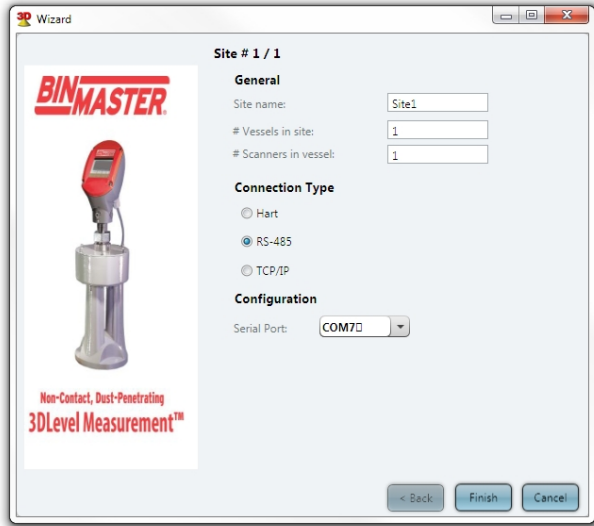 Wizard
Site # 1 / 1
BINMASTER®
General
Site name: Site1
# Vessels in site: 1
# Scanners in vessel: 1
Connection Type
Hart
RS-485
TCP/IP
Configuration
Serial Port: COM7▯
Non-Contact, Dust-Penetrating
3DLevel Measurement™
< Back Finish Cancel